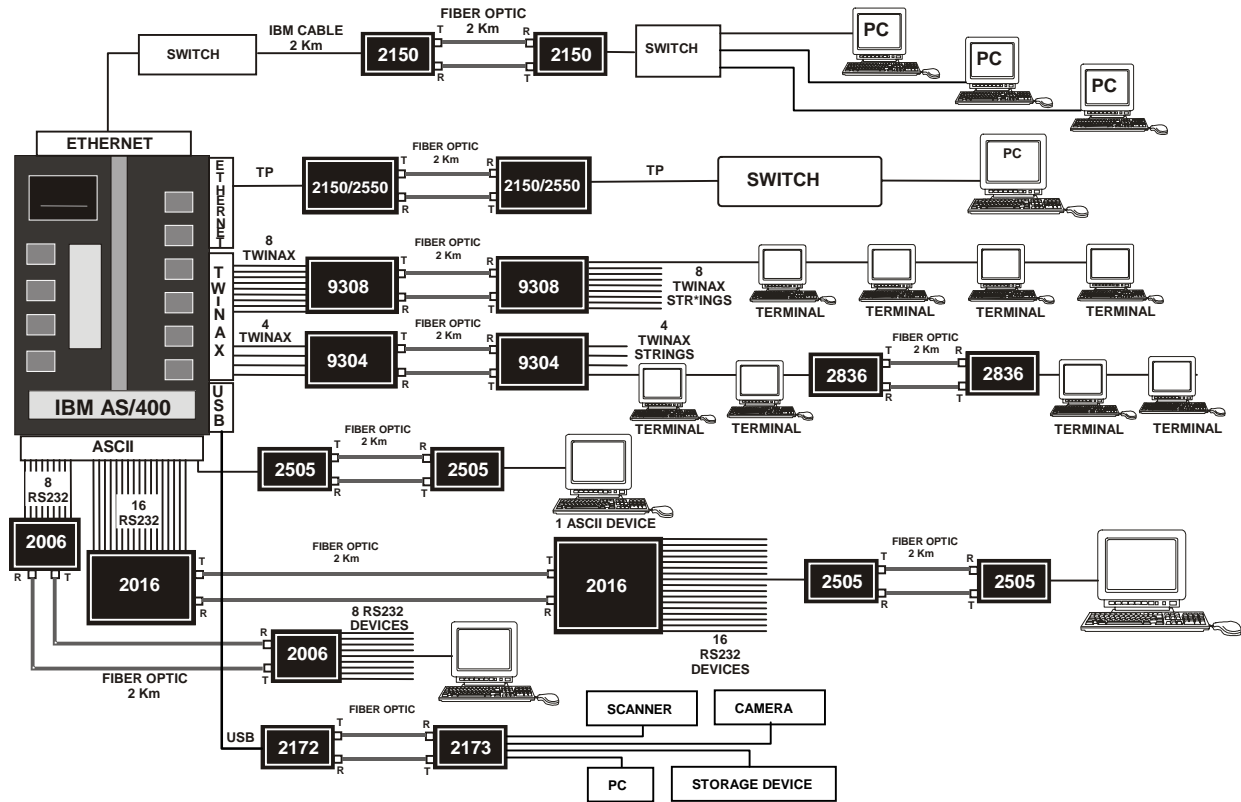 SWITCH
IBM CABLE
2 Km
2150
T
R
FIBER OPTIC
2 Km
R
T
2150
SWITCH
PC
PC
PC
ETHERNET
IBM AS/400
ETHERNET
TP
2150/2550
T
R
FIBER OPTIC
2 Km
R
T
2150/2550
TP
SWITCH
PC
TWINAX
8
TWINAX
9308
T
R
FIBER OPTIC
2 Km
R
T
9308
8
TWINAX
STR*INGS
TERMINAL
TERMINAL
TERMINAL
TERMINAL
4
TWINAX
9304
T
R
FIBER OPTIC
2 Km
R
T
9304
4
TWINAX
STRINGS
TERMINAL
TERMINAL
2836
T
R
FIBER OPTIC
2 Km
R
T
2836
TERMINAL
TERMINAL
USB
ASCII
2505
T
R
FIBER OPTIC
2 Km
R
T
2505
1 ASCII DEVICE
8
RS232
16
RS232
2006
R
T
2016
T
R
FIBER OPTIC
2 Km
T
R
2016
16
RS232
DEVICES
2505
T
R
FIBER OPTIC
2 Km
R
T
2505
FIBER OPTIC
2 Km
R
T
2006
8 RS232
DEVICES
USB
2172
T
R
FIBER OPTIC
R
T
2173
SCANNER
CAMERA
PC
STORAGE DEVICE